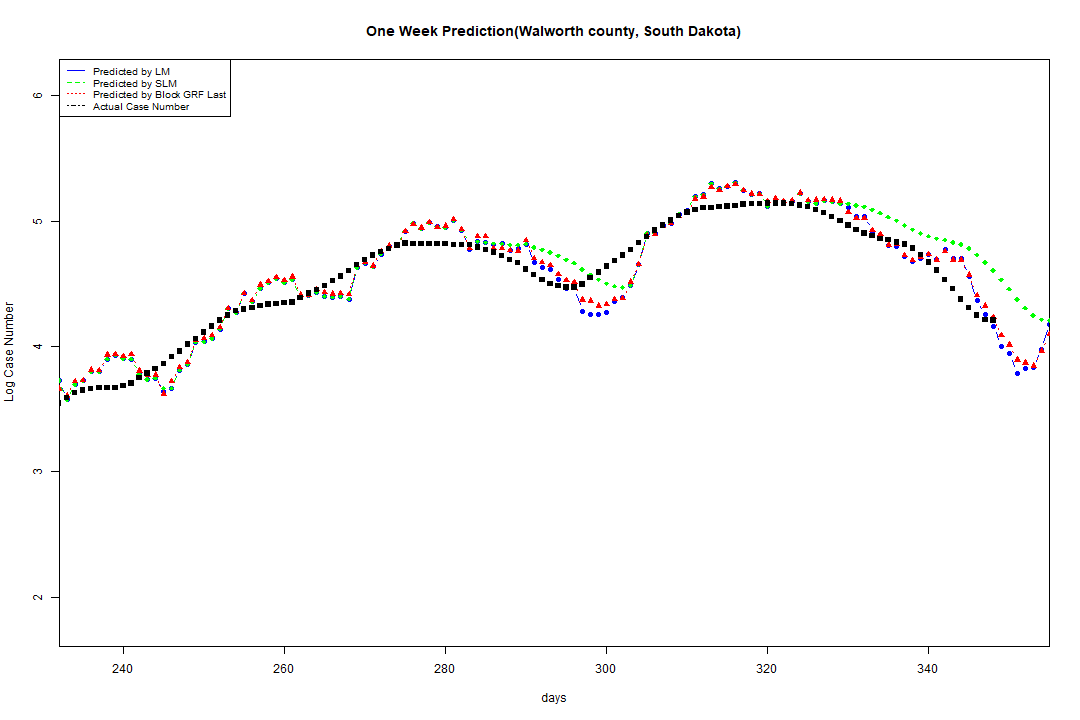 One Week Prediction(Walworth county, South Dakota)
Predicted by LM
Predicted by SLM
Predicted by Block GRF Last
Actual Case Number
6
5
4
3
2
Log Case Number
240 260 280 300 320 340
days